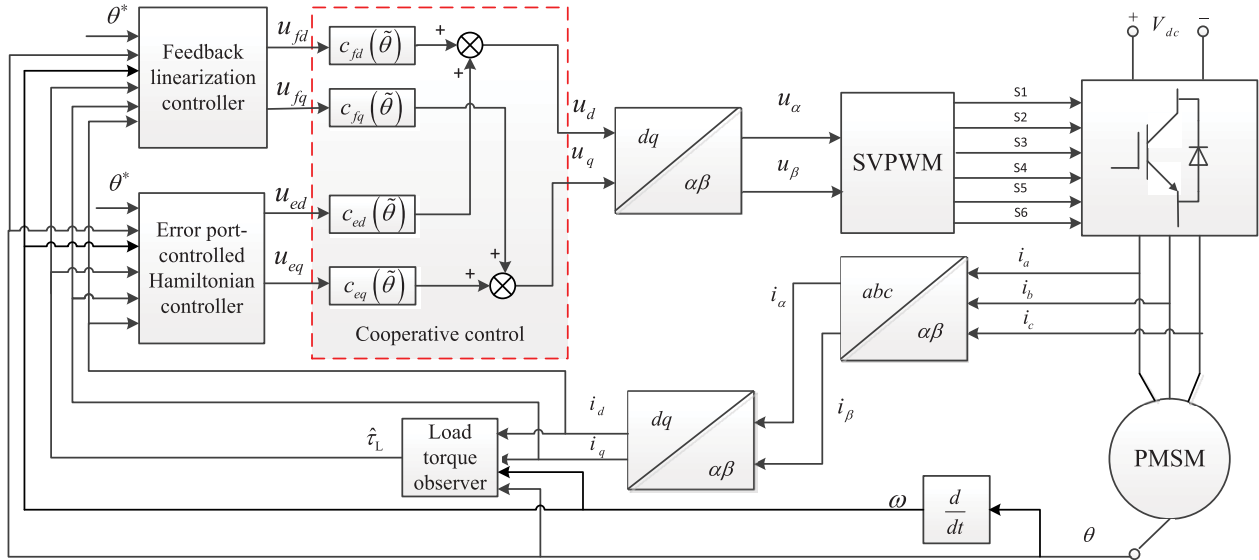 θ*
Feedback
linearization
controller
u_fd
u_fq
c_fd(θ̃)
c_fq(θ̃)
+
+
θ*
Error port-
controlled
Hamiltonian
controller
u_ed
u_eq
c_ed(θ̃)
c_eq(θ̃)
+
+
Cooperative control
u_d
u_q
dq
αβ
u_α
u_β
SVPWM
S1
S2
S3
S4
S5
S6
+ V_dc −
i_a
i_b
i_c
abc
αβ
i_α
i_β
dq
αβ
i_d
i_q
Load
torque
observer
τ̂_L
PMSM
ω
d
dt
θ